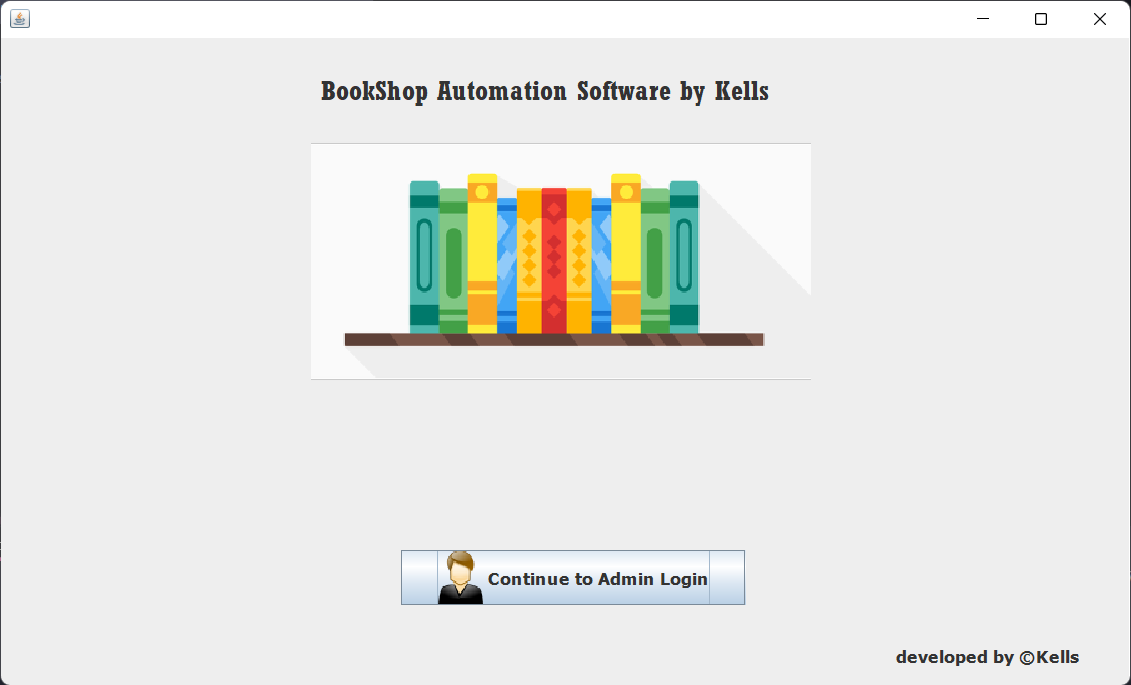 BookShop Automation Software by Kells
Continue to Admin Login
developed by ©Kells